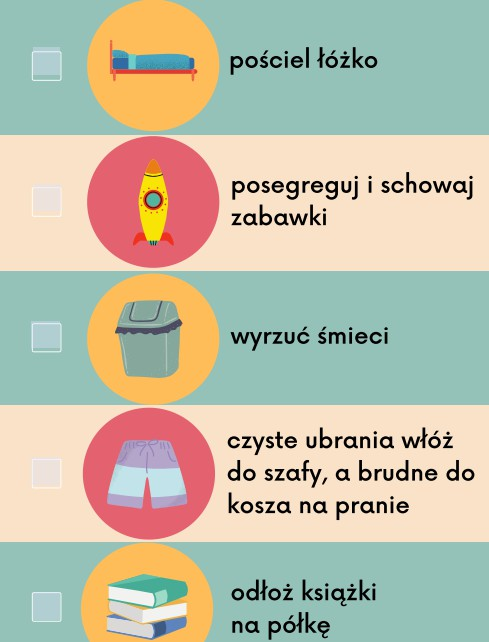 pościel łóżko
posegreguj i schowaj
zabawki
wyrzuć śmieci
czyste ubrania włóż
do szafy, a brudne do
kosza na pranie
odłoż książki
na półkę